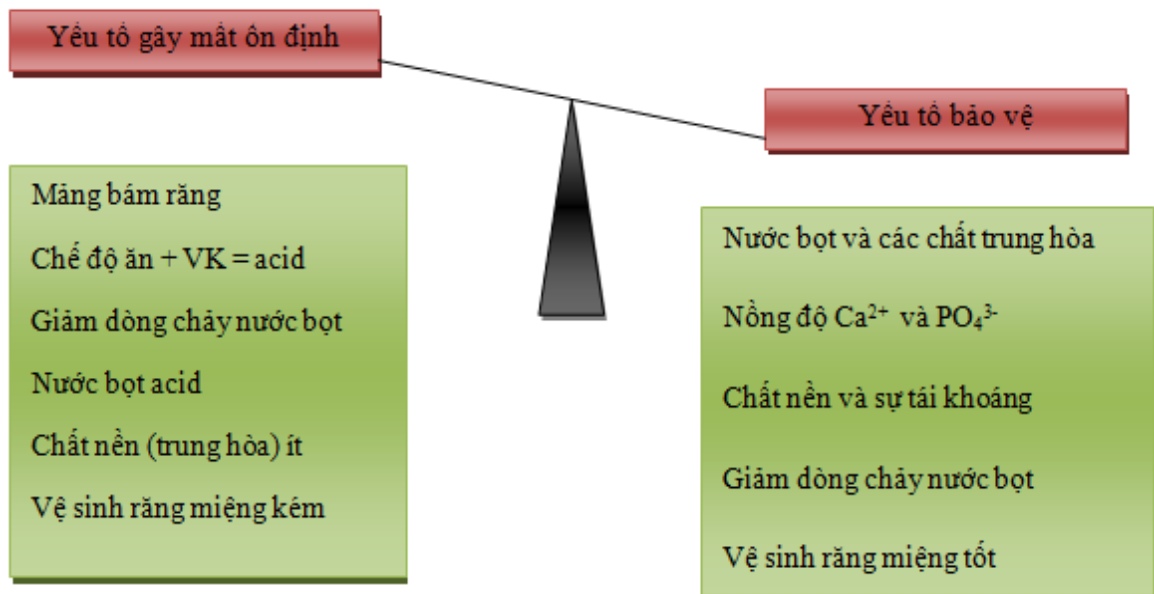 Yếu tố gây mất ổn định
Yếu tố bảo vệ
Mảng bám răng
Chế độ ăn + VK = acid
Giảm dòng chảy nước bọt
Nước bọt acid
Chất nền (trung hòa) ít
Vệ sinh răng miệng kém
Nước bọt và các chất trung hòa
Nồng độ Ca²⁺ và PO₄³⁻
Chất nền và sự tái khoáng
Giảm dòng chảy nước bọt
Vệ sinh răng miệng tốt